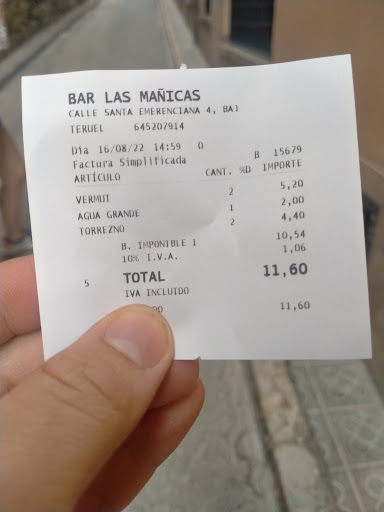 BAR LAS MAÑICAS
CALLE SANTA EMERENCIANA 4, BAJ
TERUEL 645207914
Dia 16/08/22 14:59 0 B 15679
Factura Simplificada
ARTÍCULO CANT. %D IMPORTE
VERMUT 2 5,20
AGUA GRANDE 1 2,00
TORREZNO 2 4,40
B. IMPONIBLE 1 10,54
10% I.V.A. 1,06
5 TOTAL 11,60
IVA INCLUIDO
11,60